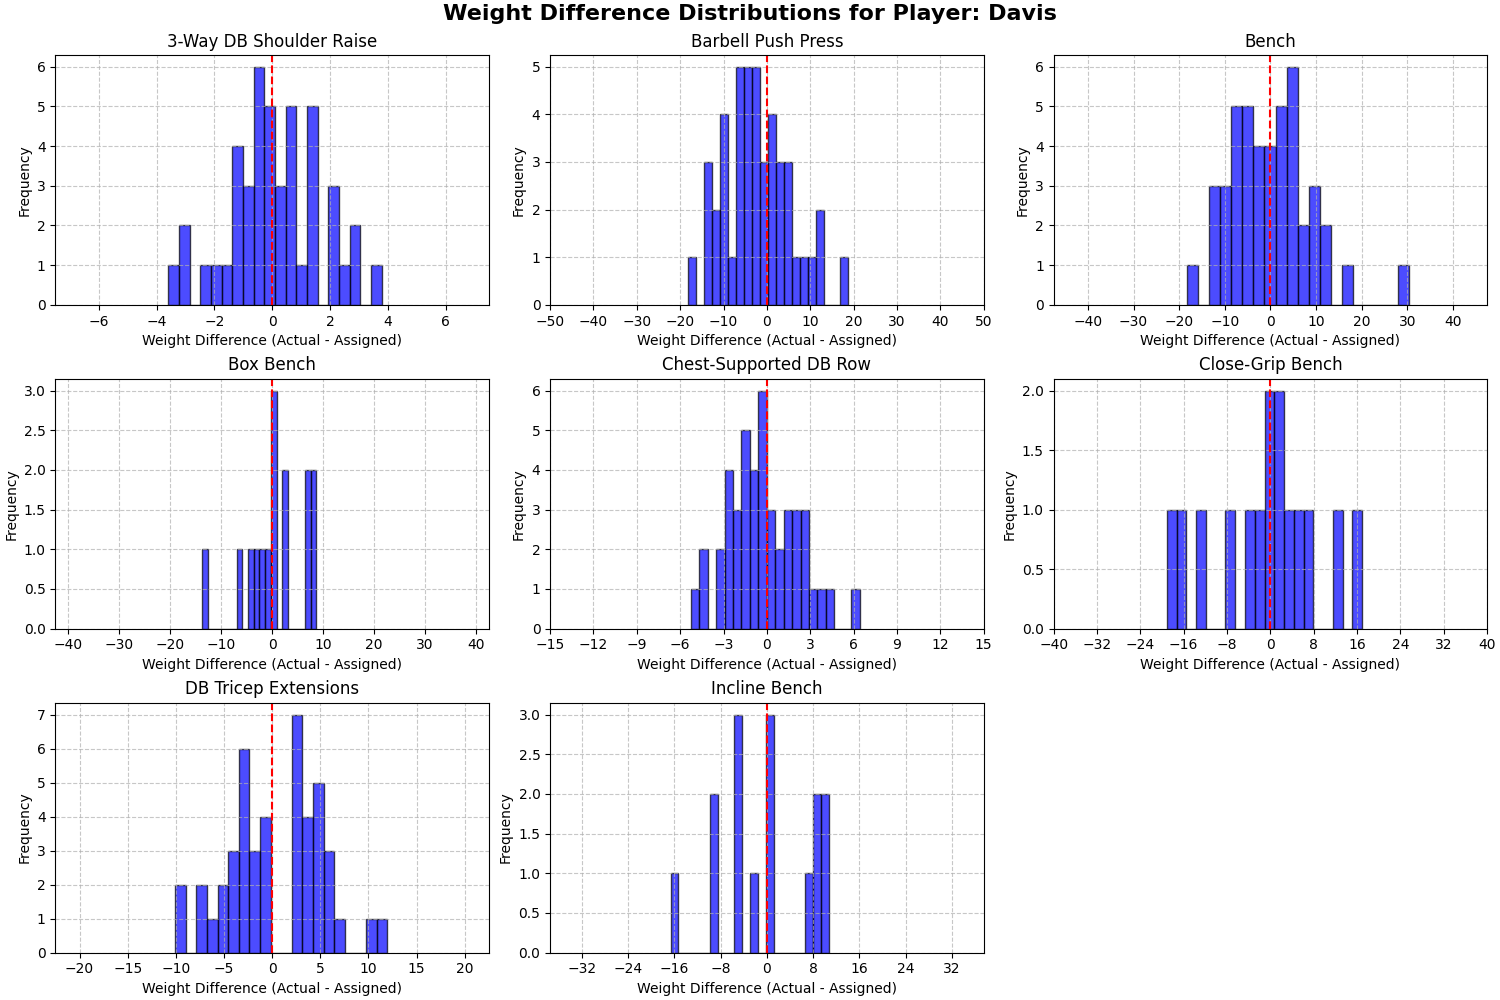 Weight Difference Distributions for Player: Davis
3-Way DB Shoulder Raise
Frequency
6
5
4
3
2
1
0
−6 −4 −2 0 2 4 6
Weight Difference (Actual - Assigned)
Barbell Push Press
Frequency
5
4
3
2
1
0
−50 −40 −30 −20 −10 0 10 20 30 40 50
Weight Difference (Actual - Assigned)
Bench
Frequency
6
5
4
3
2
1
0
−40 −30 −20 −10 0 10 20 30 40
Weight Difference (Actual - Assigned)
Box Bench
Frequency
3.0
2.5
2.0
1.5
1.0
0.5
0.0
−40 −30 −20 −10 0 10 20 30 40
Weight Difference (Actual - Assigned)
Chest-Supported DB Row
Frequency
6
5
4
3
2
1
0
−15 −12 −9 −6 −3 0 3 6 9 12 15
Weight Difference (Actual - Assigned)
Close-Grip Bench
Frequency
2.0
1.5
1.0
0.5
0.0
−40 −32 −24 −16 −8 0 8 16 24 32 40
Weight Difference (Actual - Assigned)
DB Tricep Extensions
Frequency
7
6
5
4
3
2
1
0
−20 −15 −10 −5 0 5 10 15 20
Weight Difference (Actual - Assigned)
Incline Bench
Frequency
3.0
2.5
2.0
1.5
1.0
0.5
0.0
−32 −24 −16 −8 0 8 16 24 32
Weight Difference (Actual - Assigned)